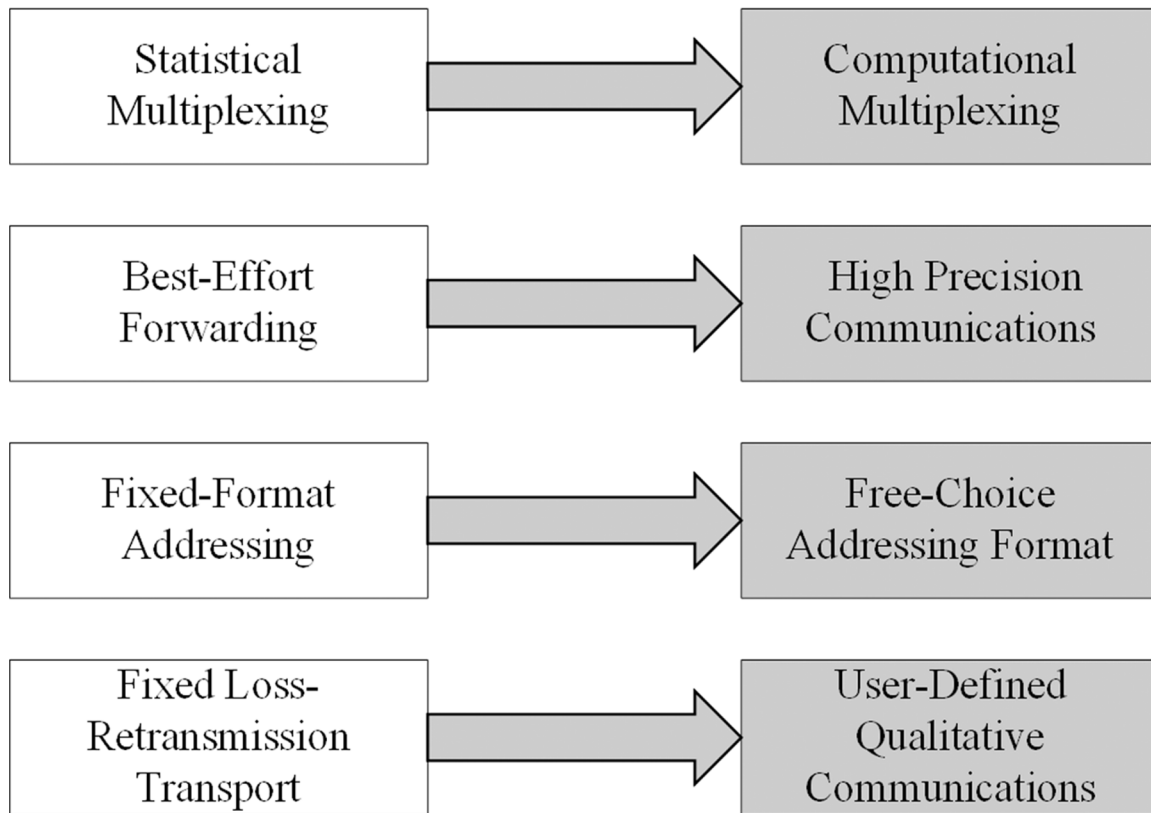 Statistical
Multiplexing
Computational
Multiplexing
Best-Effort
Forwarding
High Precision
Communications
Fixed-Format
Addressing
Free-Choice
Addressing Format
Fixed Loss-
Retransmission
Transport
User-Defined
Qualitative
Communications